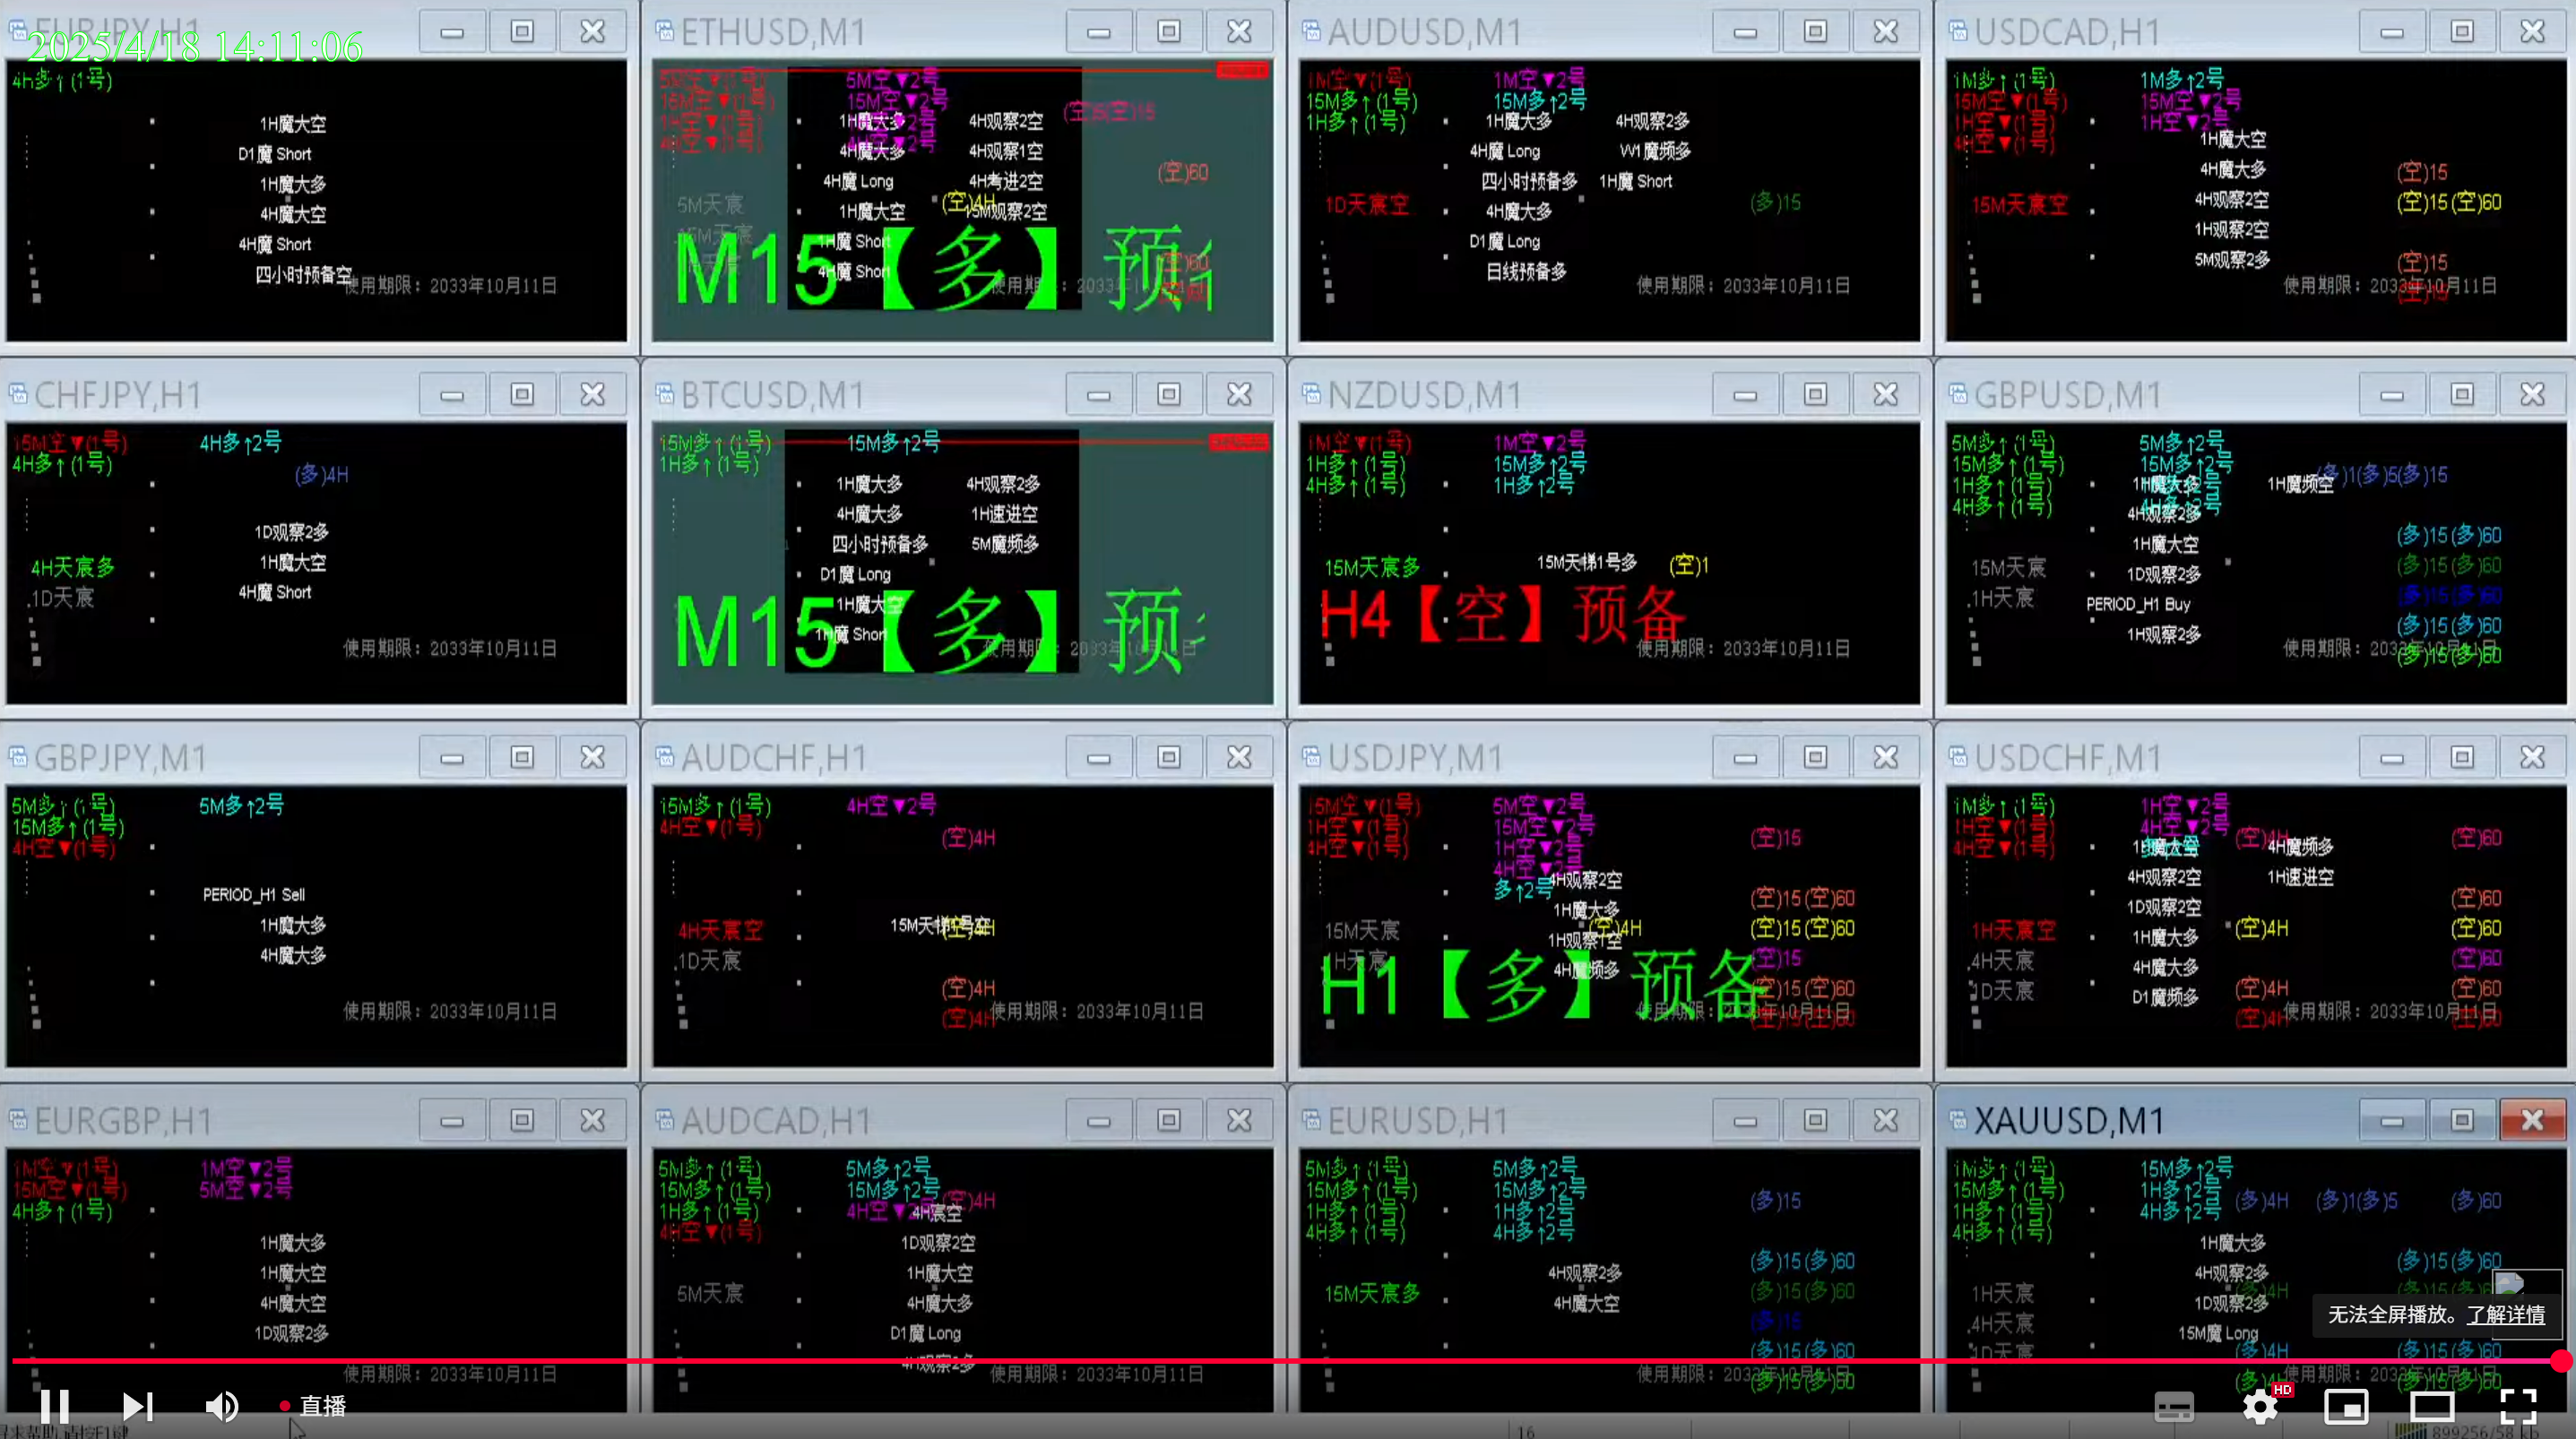 EURJPY,H1
2025/4/18 14:11:06
4H多↑(1号)
1H魔大空
D1魔 Short
1H魔大多
4H魔大空
4H魔 Short
四小时预备空
使用期限：2033年10月11日
ETHUSD,M1
15M空▼(1号)
1H空▼(1号)
4H空▼(1号)
5M空▼2号
15M空▼2号
1H魔大多
4H观察2空
4H魔大多
4H观察1空
4H魔 Long
4H考进2空
(空)60
5M天宸
(空)4H
1H魔大空
15M观察2空
15M天宸
1H魔 Short
4H魔 Short
M15【多】预
AUDUSD,M1
1M空▼(1号)
15M多↑(1号)
1H多↑(1号)
1M空▼2号
15M多↑2号
1H魔大多
4H观察2多
4H魔 Long
W1魔频多
四小时预备多
1H魔 Short
1D天宸空
(多)15
4H魔大多
D1魔 Long
日线预备多
使用期限：2033年10月11日
USDCAD,H1
1M多↑(1号)
15M空▼(1号)
1H空▼(1号)
4H空▼(1号)
1M多↑2号
15M空▼2号
1H空▼2号
1H魔大空
4H魔大多
(空)15
15M天宸空
4H观察2空
(空)15(空)60
1H观察2空
5M观察2多
(空)15
使用期限：2033年10月11日
(空)15
CHFJPY,H1
15M空▼(1号)
4H多↑(1号)
4H多↑2号
(多)4H
1D观察2多
1H魔大空
4H天宸多
1D天宸
4H魔 Short
使用期限：2033年10月11日
BTCUSD,M1
15M多↑(1号)
1H多↑(1号)
15M多↑2号
1H魔大多
4H观察2多
4H魔大多
1H速进空
四小时预备多
5M魔频多
D1魔 Long
1H魔大空
1H魔 Short
M15【多】预
NZDUSD,M1
1M空▼(1号)
1H多↑(1号)
4H多↑(1号)
1M空▼2号
15M多↑2号
1H多↑2号
15M天宸多
15M天梯1号多
(空)1
H4【空】预备
使用期限：2033年10月11日
GBPUSD,M1
5M多↑(1号)
15M多↑(1号)
1H多↑(1号)
4H多↑(1号)
5M多↑2号
15M多↑2号
(多)1(多)5(多)15
1H魔大多
1H魔频空
4H观察2多
1H魔大空
(多)15(多)60
15M天宸
1D观察2多
(多)15(多)60
1H天宸
PERIOD_H1 Buy
(多)15(多)60
1H观察2多
(多)15(多)60
使用期限：2033年10月11日
(多)15(多)60
GBPJPY,M1
5M多↑(1号)
15M多↑(1号)
4H空▼(1号)
5M多↑2号
PERIOD_H1 Sell
1H魔大多
4H魔大多
使用期限：2033年10月11日
AUDCHF,H1
15M多↑(1号)
4H空▼(1号)
4H空▼2号
(空)4H
4H天宸空
15M天梯1号空
(空)4H
1D天宸
(空)4H
(空)4H
使用期限：2033年10月11日
USDJPY,M1
15M空▼(1号)
1H空▼(1号)
4H空▼(1号)
5M空▼2号
15M空▼2号
1H空▼2号
4H空▼2号
多↑2号
(空)15
4H观察2空
1H魔大多
(空)15(空)60
15M天宸
(空)4H
(空)15(空)60
1H观察1空
1H天宸
4H魔频多
(空)15
(空)15(空)60
H1【多】预备
使用期限：2033年10月11日
(空)15(空)60
USDCHF,M1
1M多↑(1号)
1H空▼(1号)
4H空▼(1号)
1H空▼2号
4H空▼2号
(空)4H
(空)60
1H魔大空
4H魔频多
4H观察2空
1H速进空
1D观察2空
(空)60
1H天宸空
1H魔大多
(空)4H
(空)60
4H天宸
4H魔大多
(空)60
1D天宸
D1魔频多
(空)4H
(空)60
(空)4H
使用期限：2033年10月11日
(空)60
EURGBP,H1
1M空▼(1号)
15M空▼(1号)
4H多↑(1号)
1M空▼2号
5M空▼2号
1H魔大多
1H魔大空
4H魔大空
1D观察2多
使用期限：2033年10月11日
AUDCAD,H1
5M多↑(1号)
15M多↑(1号)
1H多↑(1号)
4H空▼(1号)
5M多↑2号
15M多↑2号
(空)4H
4H宸空
1D观察2空
1H魔大空
5M天宸
4H魔大多
D1魔 Long
4H观察2多
使用期限：2033年10月11日
EURUSD,H1
5M多↑(1号)
15M多↑(1号)
1H多↑(1号)
4H多↑(1号)
5M多↑2号
15M多↑2号
1H多↑2号
4H多↑2号
(多)15
(多)15(多)60
4H观察2多
15M天宸多
4H魔大空
(多)15(多)60
(多)15
(多)15(多)60
使用期限：2033年10月11日
(多)15(多)60
XAUUSD,M1
1M多↑(1号)
15M多↑(1号)
1H多↑(1号)
4H多↑(1号)
15M多↑2号
1H多↑2号
4H多↑2号
(多)4H
(多)1(多)5
(多)60
1H魔大多
4H观察2多
(多)15(多)60
1H天宸
1D观察2多
4H天宸
15M魔 Long
1D天宸
(多)4H
(多)15(多)60
使用期限：2033年10月11日
无法全屏播放。了解详情
直播
HD
16
899256/58 kb